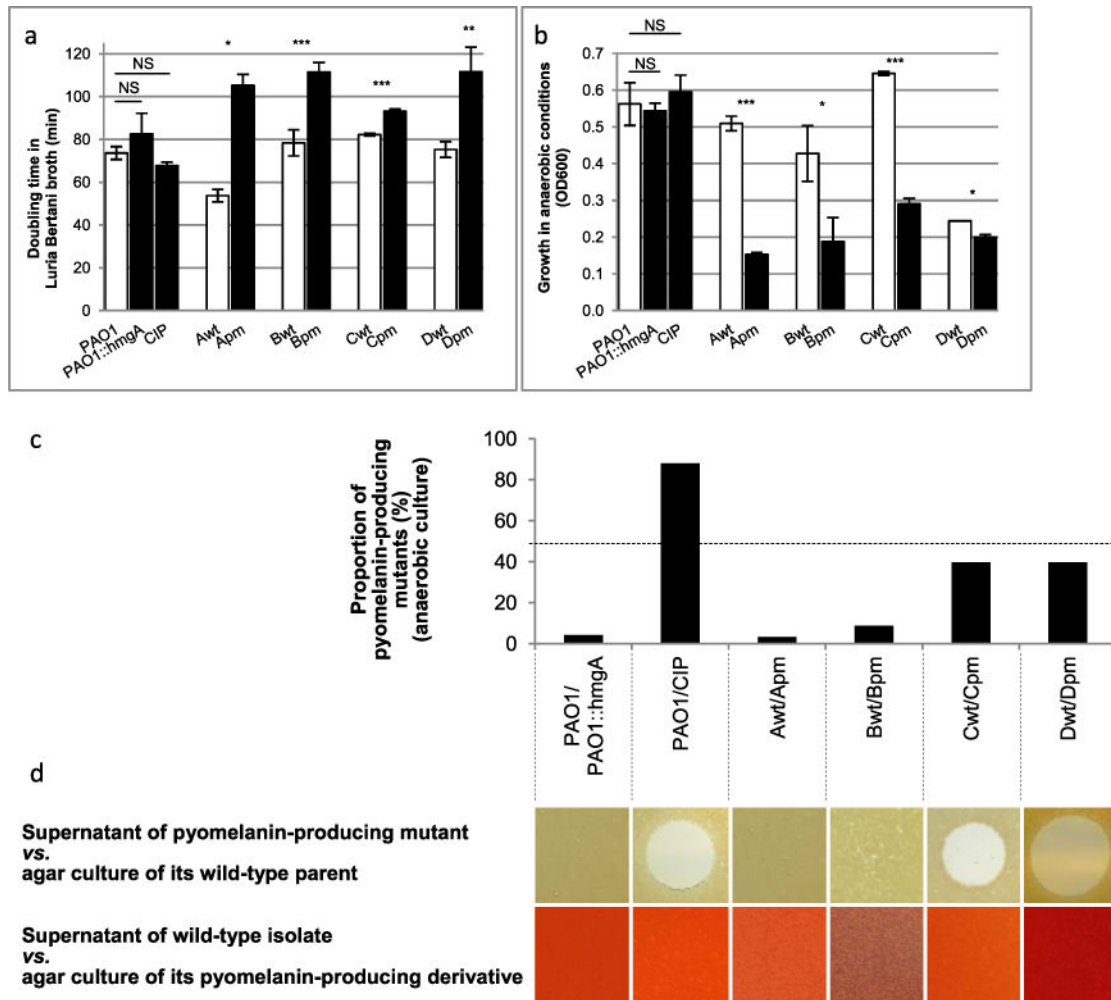 a
Doubling time in
Luria Bertani broth (min)
120
100
80
60
40
20
0
NS
NS
*
***
***
**
PAO1
PAO1::hmgA
CIP
Awt
Apm
Bwt
Bpm
Cwt
Cpm
Dwt
Dpm
b
Growth in anaerobic conditions
(OD600)
0.7
0.6
0.5
0.4
0.3
0.2
0.1
0.0
NS
NS
***
*
***
*
PAO1
PAO1::hmgA
CIP
Awt
Apm
Bwt
Bpm
Cwt
Cpm
Dwt
Dpm
c
Proportion of
pyomelanin-producing
mutants (%)
(anaerobic culture)
100
80
60
40
20
0
PAO1/
PAO1::hmgA
PAO1/CIP
Awt/Apm
Bwt/Bpm
Cwt/Cpm
Dwt/Dpm
d
Supernatant of pyomelanin-producing mutant
vs.
agar culture of its wild-type parent
Supernatant of wild-type isolate
vs.
agar culture of its pyomelanin-producing derivative